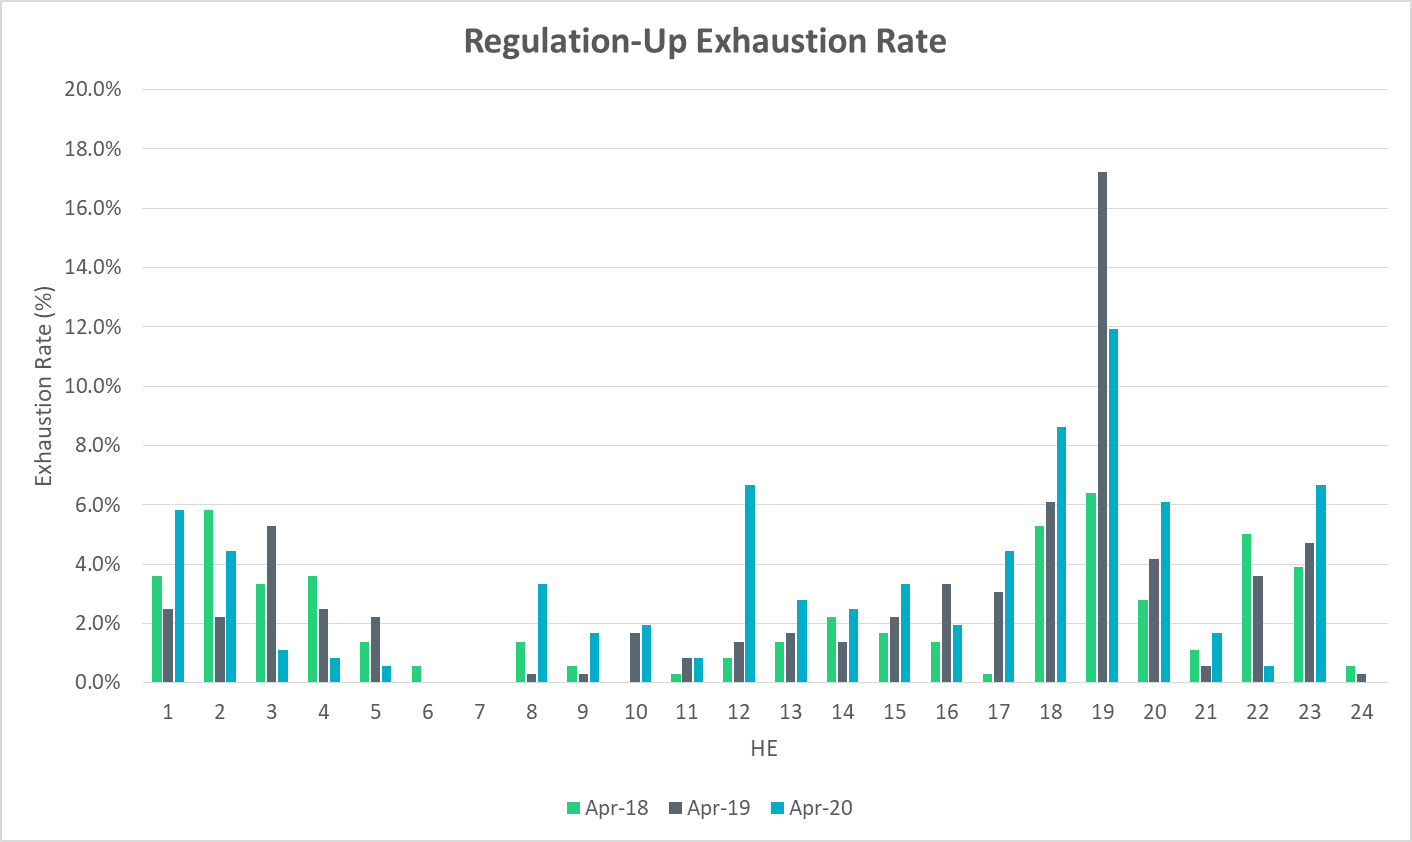 Regulation-Up Exhaustion Rate
20.0%
18.0%
16.0%
14.0%
12.0%
10.0%
8.0%
6.0%
4.0%
2.0%
0.0%
Exhaustion Rate (%)
1 2 3 4 5 6 7 8 9 10 11 12 13 14 15 16 17 18 19 20 21 22 23 24
HE
Apr-18 Apr-19 Apr-20